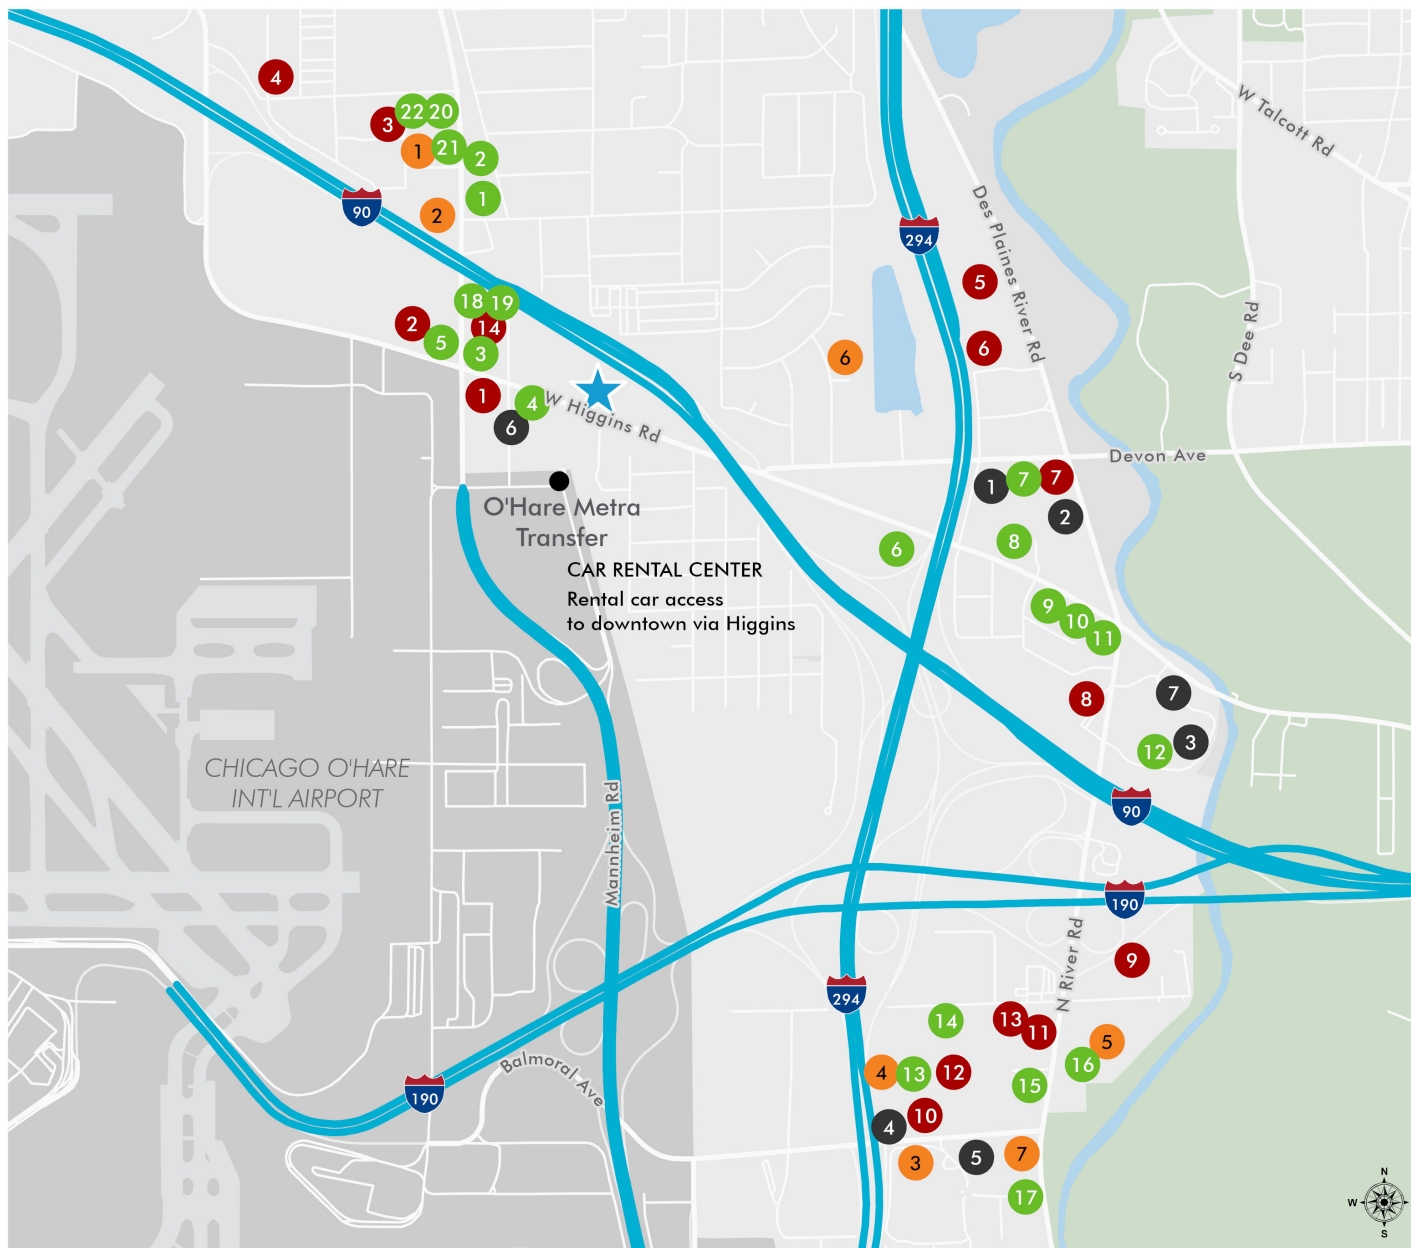 4
22
20
3
1
21
2
1
2
90
294
W Talcott Rd
Des Plaines River Rd
5
18
19
2
14
5
3
6
6
S Dee Rd
1
4
6
W Higgins Rd
Devon Ave
1
7
7
2
O'Hare Metra
Transfer
6
8
CAR RENTAL CENTER
Rental car access
to downtown via Higgins
9
10
11
8
7
12
3
CHICAGO O'HARE
INT'L AIRPORT
Mannheim Rd
90
190
N River Rd
9
294
14
13
11
5
16
4
13
12
15
190
Balmoral Ave
10
4
3
5
7
17
N
W
E
S